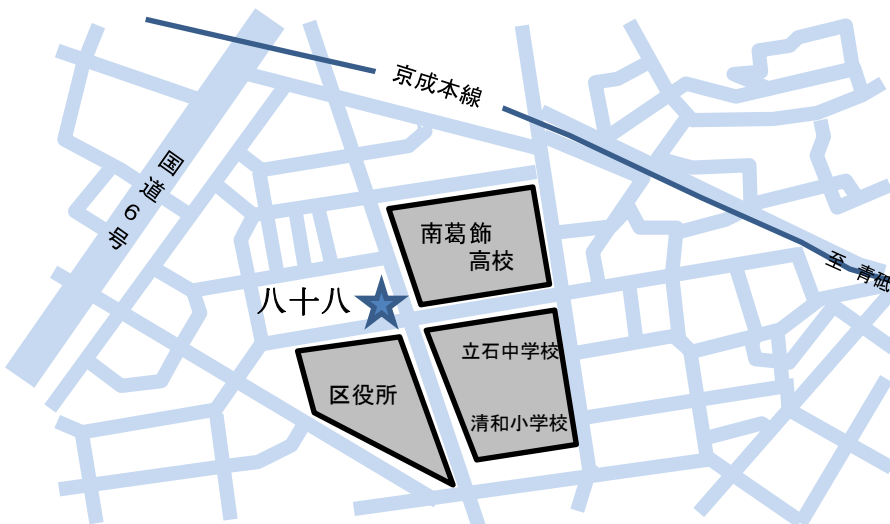 京成本線
国道６号
南葛飾
高校
至 青砥
八十八
立石中学校
区役所
清和小学校